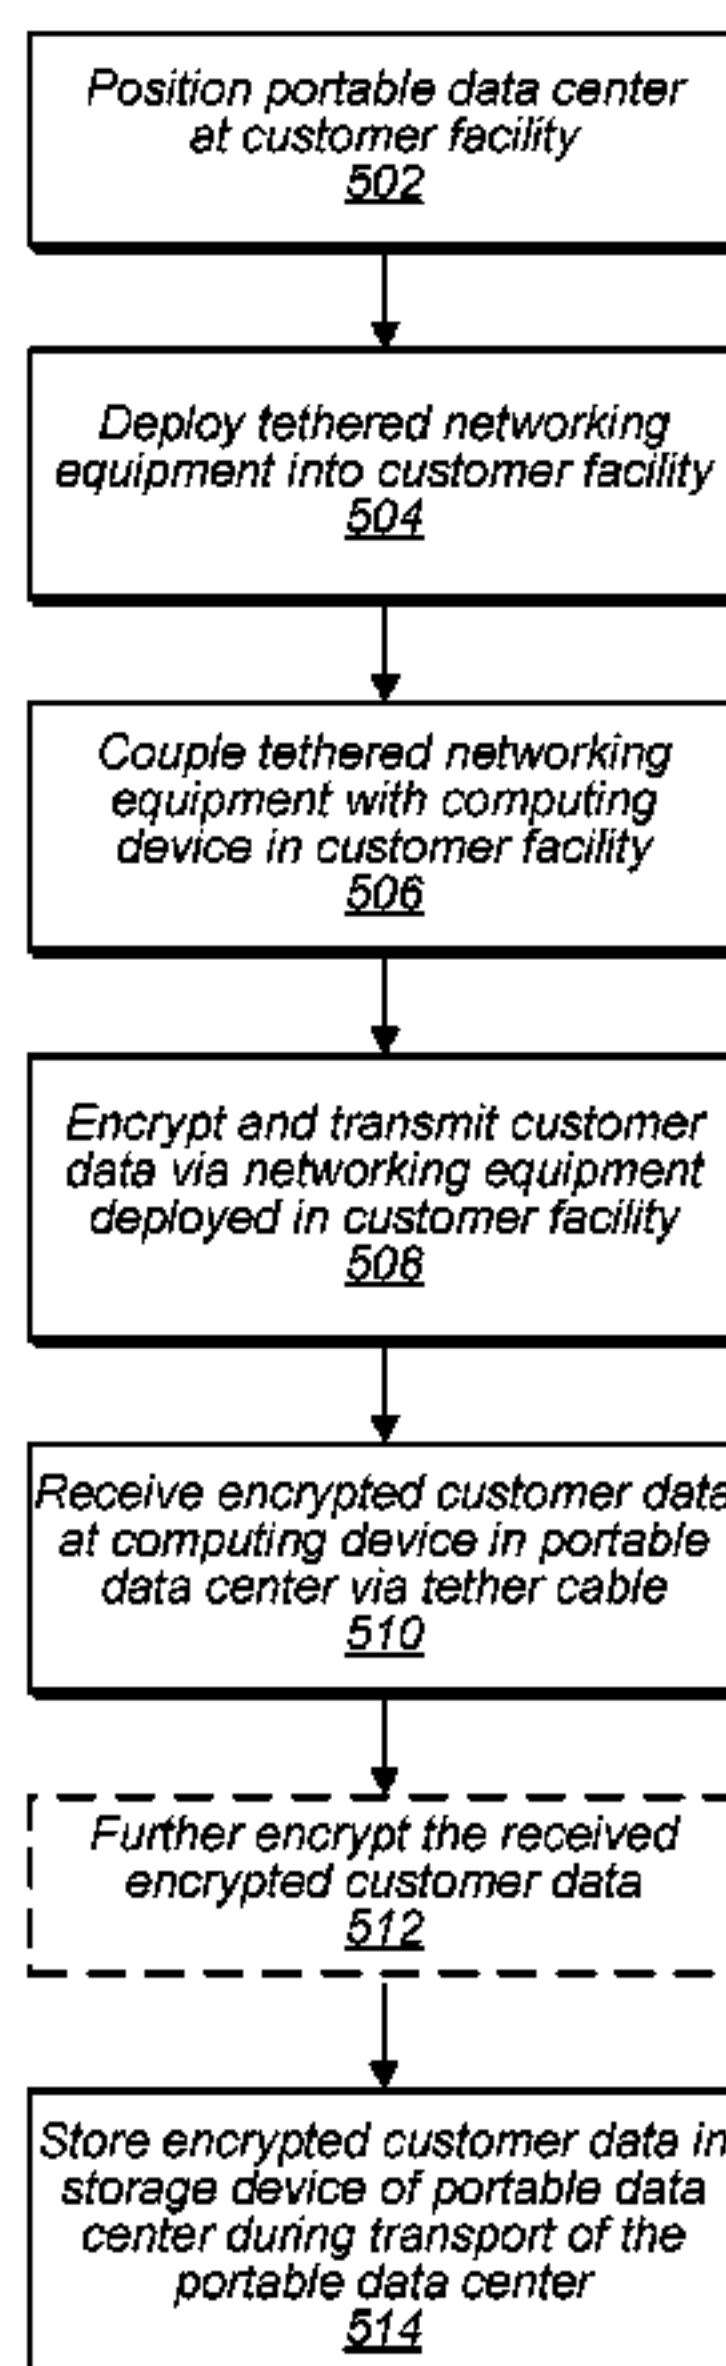 Position portable data center
at customer facility
502
Deploy tethered networking
equipment into customer facility
504
Couple tethered networking
equipment with computing
device in customer facility
506
Encrypt and transmit customer
data via networking equipment
deployed in customer facility
508
Receive encrypted customer data
at computing device in portable
data center via tether cable
510
Further encrypt the received
encrypted customer data
512
Store encrypted customer data in
storage device of portable data
center during transport of the
portable data center
514